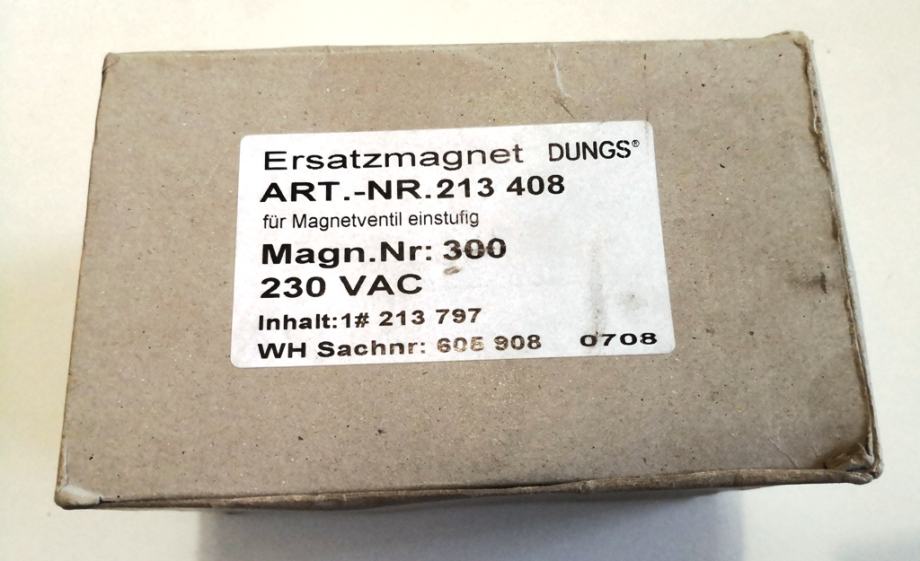 Ersatzmagnet DUNGS®
ART.-NR.213 408
für Magnetventil einstufig
Magn.Nr: 300
230 VAC
Inhalt:1# 213 797
WH Sachnr: 605 908 0708